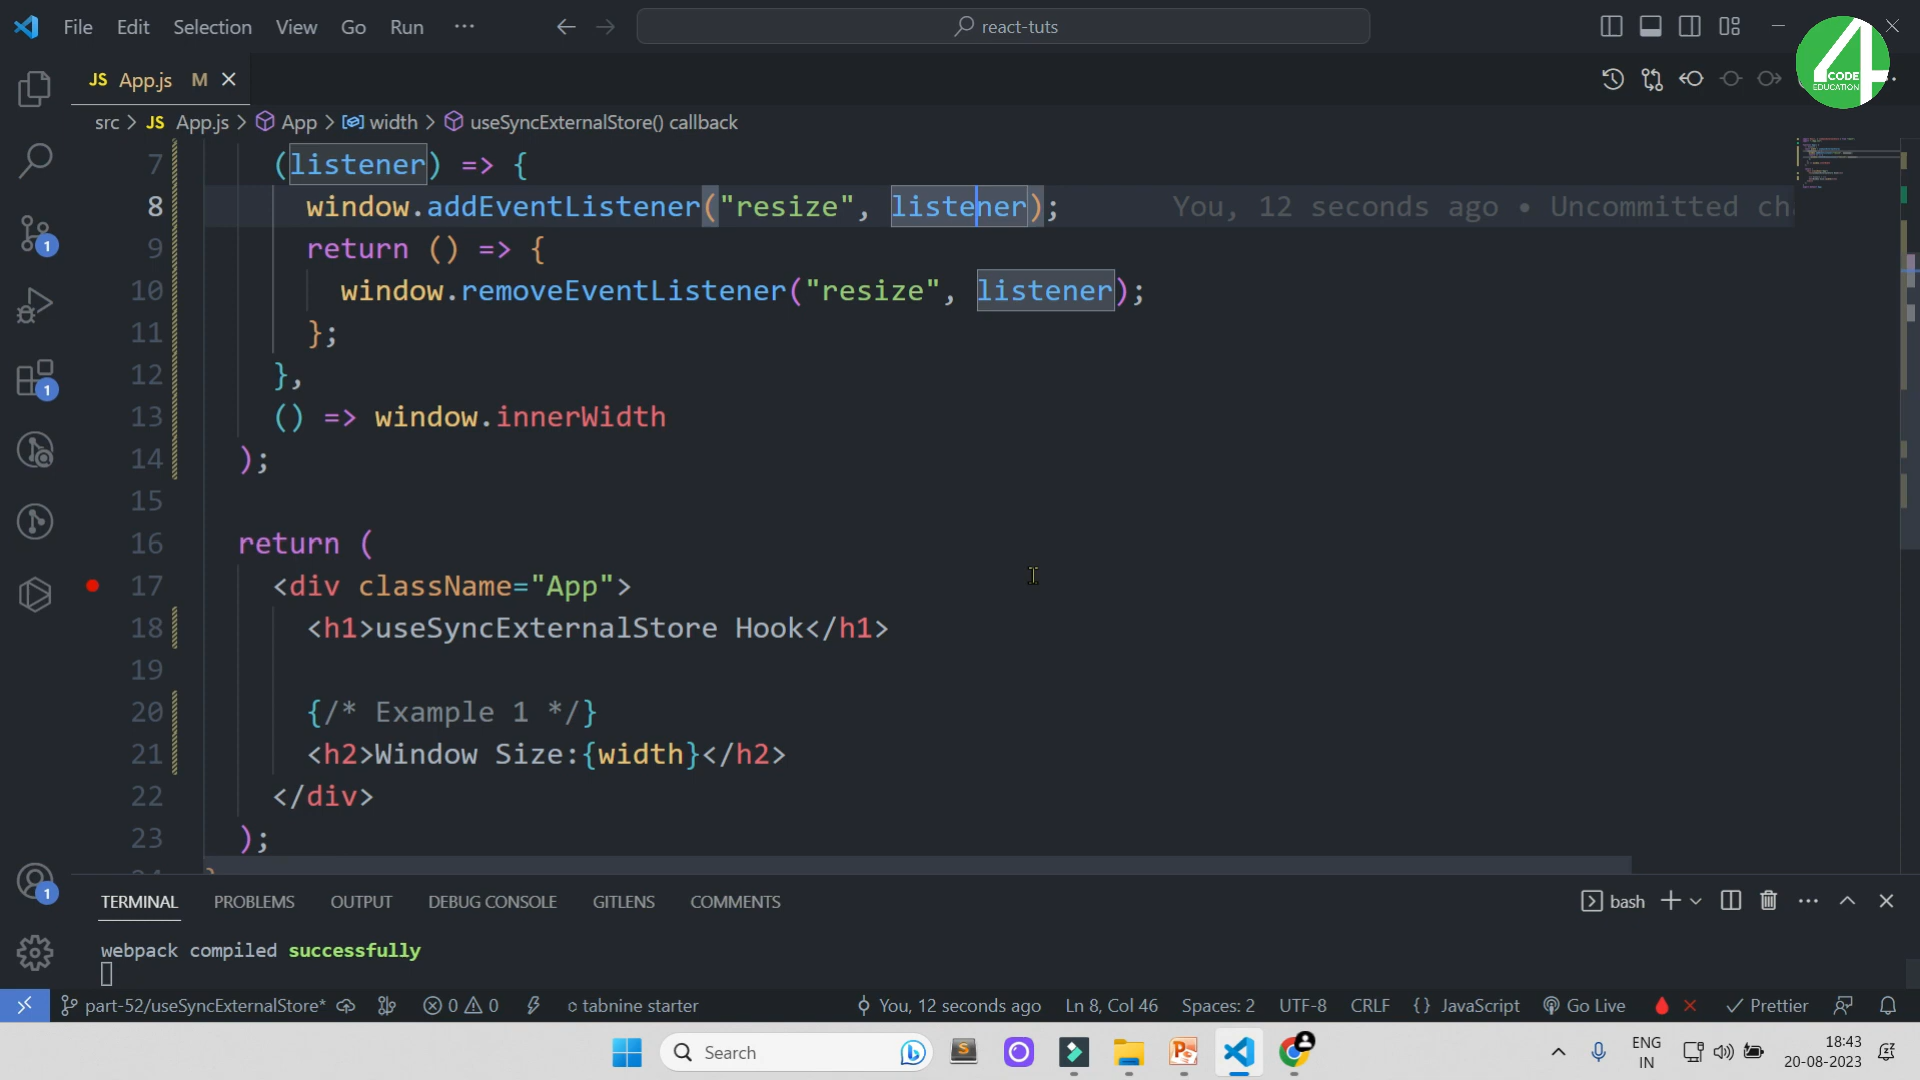 File Edit Selection View Go Run ··· react-tuts
JS App.js M
CODE
EDUCATION
src > JS App.js > App > width > useSyncExternalStore() callback
7 (listener) => {
8 window.addEventListener("resize", listener); You, 12 seconds ago • Uncommitted ch
9 return () => {
10 window.removeEventListener("resize", listener);
11 };
12 },
13 () => window.innerWidth
14 );
15
16 return (
17 <div className="App">
18 <h1>useSyncExternalStore Hook</h1>
19
20 {/* Example 1 */}
21 <h2>Window Size:{width}</h2>
22 </div>
23 );
1
1
1
TERMINAL PROBLEMS OUTPUT DEBUG CONSOLE GITLENS COMMENTS bash
webpack compiled successfully
part-52/useSyncExternalStore* 0 0 tabnine starter You, 12 seconds ago Ln 8, Col 46 Spaces: 2 UTF-8 CRLF {} JavaScript Go Live Prettier
Search
ENG
IN
18:43
20-08-2023